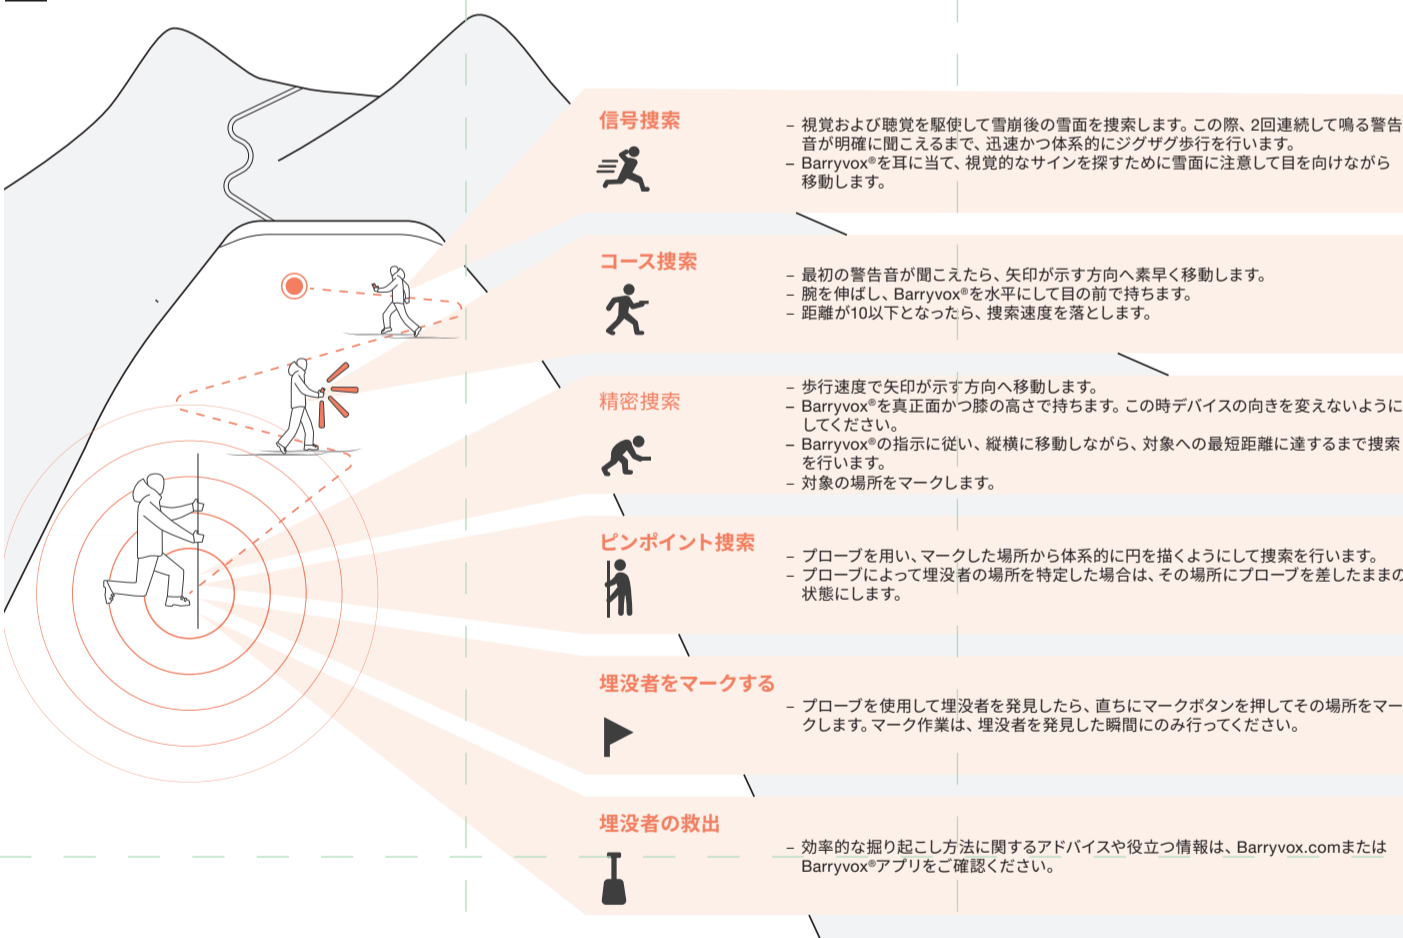 信号捜索
– 視覚および聴覚を駆使して雪崩後の雪面を捜索します。この際、2回連続して鳴る警告
音が明確に聞こえるまで、迅速かつ体系的にジグザグ歩行を行います。
– Barryvox®を耳に当て、視覚的なサインを探すために雪面に注意して目を向けながら
移動します。
コース捜索
– 最初の警告音が聞こえたら、矢印が示す方向へ素早く移動します。
– 腕を伸ばし、Barryvox®を水平にして目の前で持ちます。
– 距離が10以下となったら、捜索速度を落とします。
精密捜索
– 歩行速度で矢印が示す方向へ移動します。
– Barryvox®を真正面かつ膝の高さで持ちます。この時デバイスの向きを変えないように
してください。
– Barryvox®の指示に従い、縦横に移動しながら、対象への最短距離に達するまで捜索
を行います。
– 対象の場所をマークします。
ピンポイント捜索
– プローブを用い、マークした場所から体系的に円を描くようにして捜索を行います。
– プローブによって埋没者の場所を特定した場合は、その場所にプローブを差したままの
状態にします。
埋没者をマークする
– プローブを使用して埋没者を発見したら、直ちにマークボタンを押してその場所をマー
クします。マーク作業は、埋没者を発見した瞬間にのみ行ってください。
埋没者の救出
– 効率的な掘り起こし方法に関するアドバイスや役立つ情報は、Barryvox.comまたは
Barryvox®アプリをご確認ください。